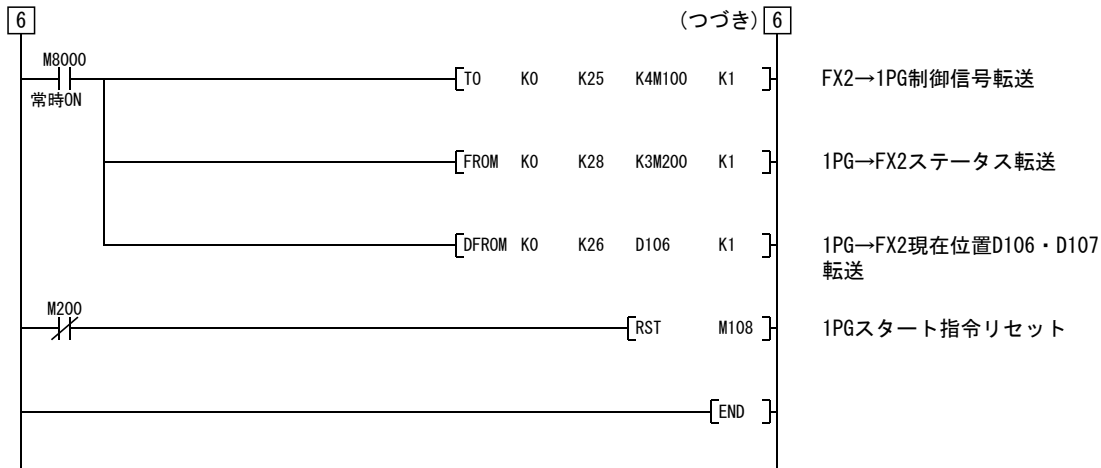 6 (つづき) 6
M8000
常時ON
TO K0 K25 K4M100 K1 FX2→1PG制御信号転送
FROM K0 K28 K3M200 K1 1PG→FX2ステータス転送
DFROM K0 K26 D106 K1 1PG→FX2現在位置D106・D107
転送
M200
RST M108 1PGスタート指令リセット
END